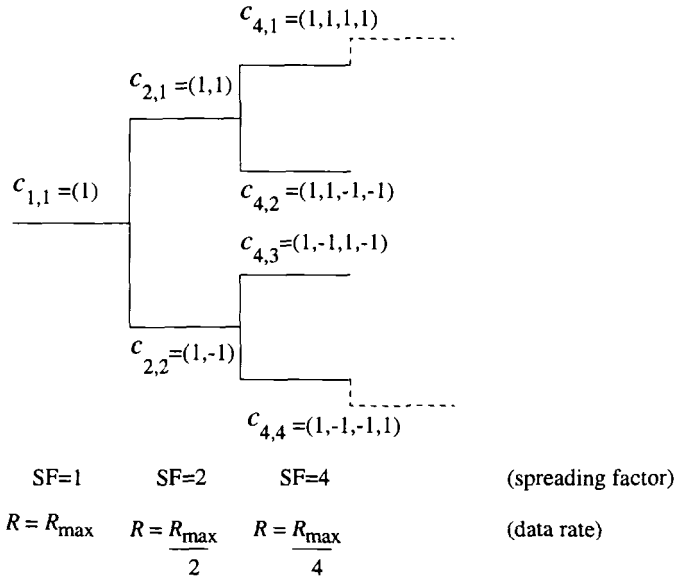 c4,1 =(1,1,1,1)
c2,1 =(1,1)
c1,1 =(1)
c4,2 =(1,1,-1,-1)
c4,3 =(1,-1,1,-1)
c2,2 =(1,-1)
c4,4 =(1,-1,-1,1)
SF=1 SF=2 SF=4 (spreading factor)
R = Rmax R = Rmax/2 R = Rmax/4 (data rate)